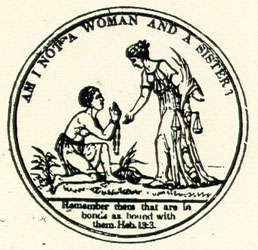 AM I NOT A WOMAN AND A SISTER?
Remember them that are in
bonds as bound with
them. Heb. 13:3.